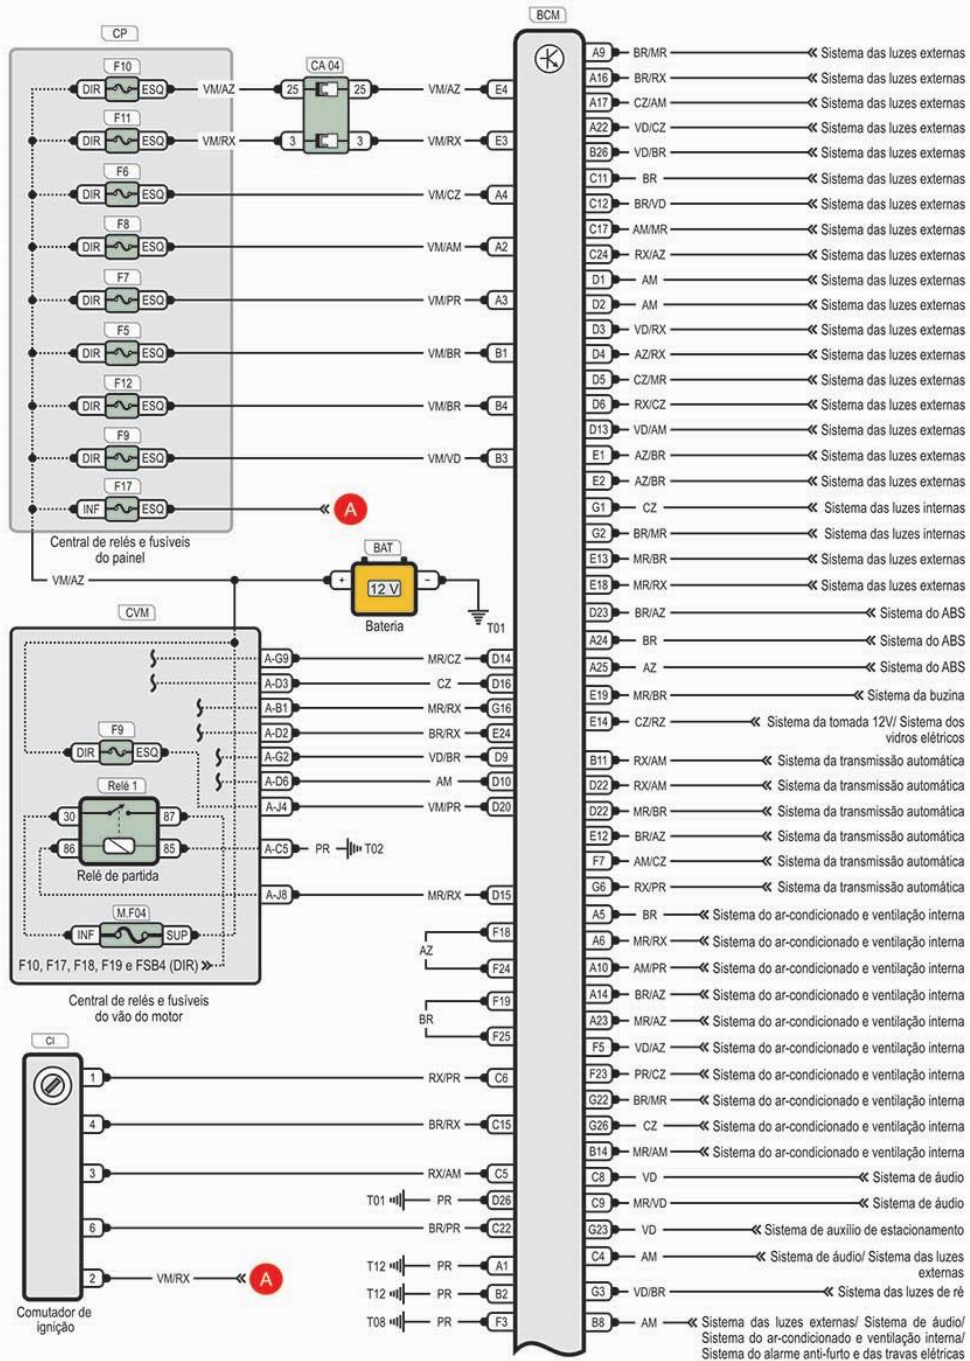 CP
BCM
F10
DIR ESQ VM/AZ 25 CA 04 25 VM/AZ E4
F11
DIR ESQ VM/RX 3 3 VM/RX E3
F6
DIR ESQ VM/CZ A4
F8
DIR ESQ VM/AM A2
F7
DIR ESQ VM/PR A3
F5
DIR ESQ VM/BR B1
F12
DIR ESQ VM/BR B4
F9
DIR ESQ VM/VD B3
F17
INF ESQ A
Central de relés e fusíveis
do painel
VM/AZ
BAT
+ 12 V −
Bateria
T01
CVM
A-G9 MR/CZ D14
A-D3 CZ D16
A-B1 MR/RX G16
A-D2 BR/RX E24
A-G2 VD/BR D9
A-D6 AM D10
A-J4 VM/PR D20
F9
DIR ESQ
Relé 1
30 87
86 85
Relé de partida
A-C5 PR T02
A-J8 MR/RX D15
M.F04
INF SUP
F10, F17, F18, F19 e FSB4 (DIR)
Central de relés e fusíveis
do vão do motor
F18
AZ
F24
F19
BR
F25
CI
1 RX/PR C6
4 BR/RX C15
3 RX/AM C5
T01 PR D26
6 BR/PR C22
T12 PR A1
2 VM/RX A
T12 PR B2
T08 PR F3
Comutador de
ignição
A9 BR/MR Sistema das luzes externas
A16 BR/RX Sistema das luzes externas
A17 CZ/AM Sistema das luzes externas
A22 VD/CZ Sistema das luzes externas
B26 VD/BR Sistema das luzes externas
C11 BR Sistema das luzes externas
C12 BR/VD Sistema das luzes externas
C17 AM/MR Sistema das luzes externas
C24 RX/AZ Sistema das luzes externas
D1 AM Sistema das luzes externas
D2 AM Sistema das luzes externas
D3 VD/RX Sistema das luzes externas
D4 AZ/RX Sistema das luzes externas
D5 CZ/MR Sistema das luzes externas
D6 RX/CZ Sistema das luzes externas
D13 VD/AM Sistema das luzes externas
E1 AZ/BR Sistema das luzes externas
E2 AZ/BR Sistema das luzes externas
G1 CZ Sistema das luzes internas
G2 BR/MR Sistema das luzes internas
E13 MR/BR Sistema das luzes externas
E18 MR/RX Sistema das luzes externas
D23 BR/AZ Sistema do ABS
A24 BR Sistema do ABS
A25 AZ Sistema do ABS
E19 MR/BR Sistema da buzina
E14 CZ/RZ Sistema da tomada 12V/ Sistema dos
vidros elétricos
B11 RX/AM Sistema da transmissão automática
D22 RX/AM Sistema da transmissão automática
D22 MR/BR Sistema da transmissão automática
E12 BR/AZ Sistema da transmissão automática
F7 AM/CZ Sistema da transmissão automática
G6 RX/PR Sistema da transmissão automática
A5 BR Sistema do ar-condicionado e ventilação interna
A6 MR/RX Sistema do ar-condicionado e ventilação interna
A10 AM/PR Sistema do ar-condicionado e ventilação interna
A14 BR/AZ Sistema do ar-condicionado e ventilação interna
A23 MR/AZ Sistema do ar-condicionado e ventilação interna
F5 VD/AZ Sistema do ar-condicionado e ventilação interna
F23 PR/CZ Sistema do ar-condicionado e ventilação interna
G22 BR/MR Sistema do ar-condicionado e ventilação interna
G26 CZ Sistema do ar-condicionado e ventilação interna
B14 MR/AM Sistema do ar-condicionado e ventilação interna
C8 VD Sistema de áudio
C9 MR/VD Sistema de áudio
G23 VD Sistema de auxílio de estacionamento
C4 AM Sistema de áudio/ Sistema das luzes
externas
G3 VD/BR Sistema das luzes de ré
B8 AM Sistema das luzes externas/ Sistema de áudio/
Sistema do ar-condicionado e ventilação interna/
Sistema do alarme anti-furto e das travas elétricas